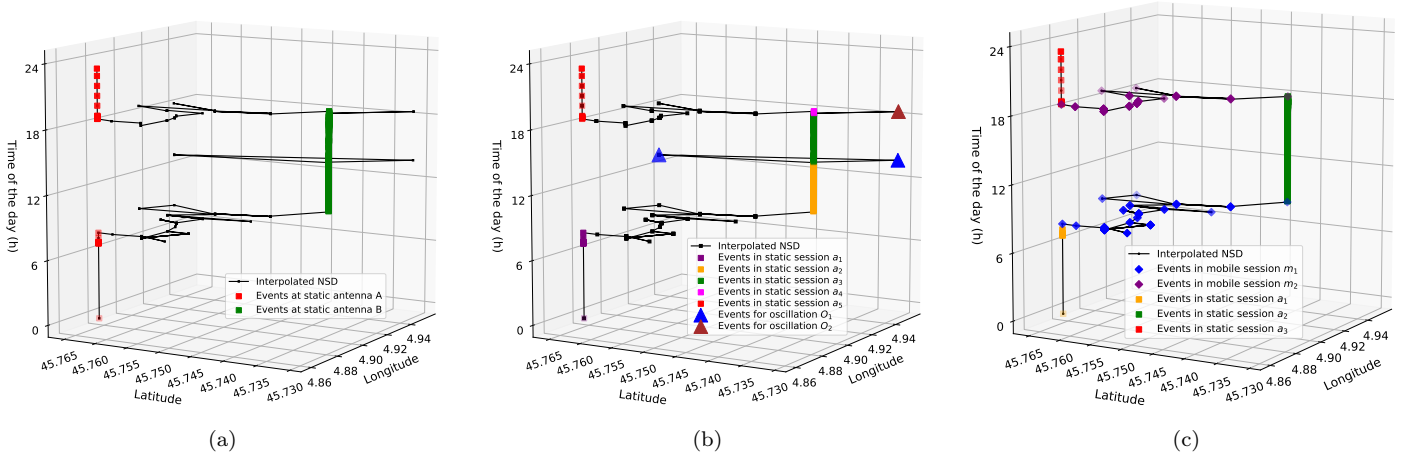 24
18
12
6
0
Time of the day (h)
45.765
45.760
45.755
45.750
45.745
45.740
45.735
45.730
Latitude
4.86
4.88
4.90
4.92
4.94
Longitude
Interpolated NSD
Events at static antenna A
Events at static antenna B
(a)
24
18
12
6
0
Time of the day (h)
45.765
45.760
45.755
45.750
45.745
45.740
45.735
45.730
Latitude
4.86
4.88
4.90
4.92
4.94
Longitude
Interpolated NSD
Events in static session a₁
Events in static session a₂
Events in static session a₃
Events in static session a₄
Events in static session a₅
Events for oscillation O₁
Events for oscillation O₂
(b)
24
18
12
6
0
Time of the day (h)
45.765
45.760
45.755
45.750
45.745
45.740
45.735
45.730
Latitude
4.86
4.88
4.90
4.92
4.94
Longitude
Interpolated NSD
Events in mobile session m₁
Events in mobile session m₂
Events in static session a₁
Events in static session a₂
Events in static session a₃
(c)